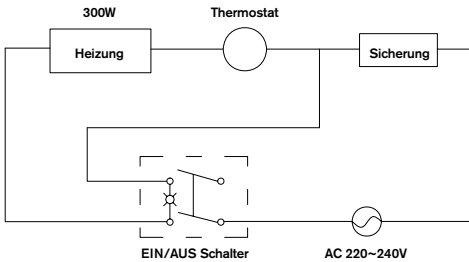 300W
Thermostat
Heizung
Sicherung
EIN/AUS Schalter
AC 220~240V